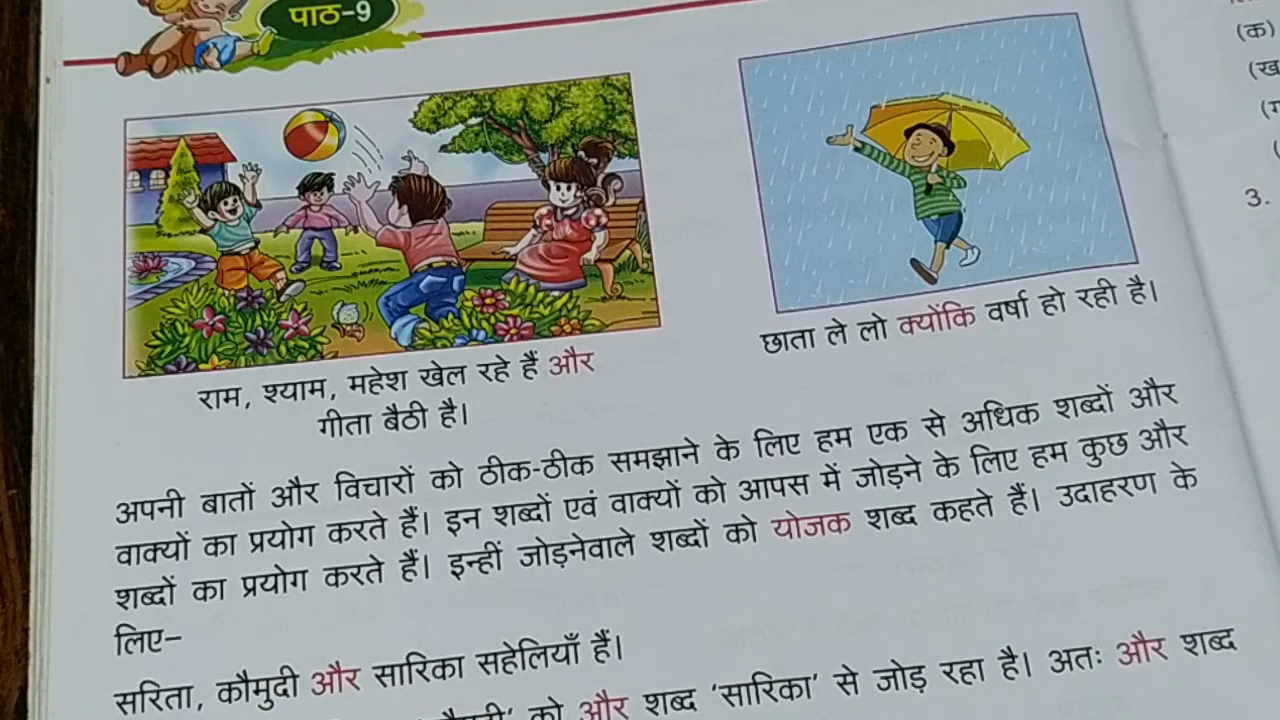 पाठ-9
राम, श्याम, महेश खेल रहे हैं और
गीता बैठी है।
छाता ले लो क्योंकि वर्षा हो रही है।
अपनी बातों और विचारों को ठीक-ठीक समझाने के लिए हम एक से अधिक शब्दों और
वाक्यों का प्रयोग करते हैं। इन शब्दों एवं वाक्यों को आपस में जोड़ने के लिए हम कुछ और
शब्दों का प्रयोग करते हैं। इन्हीं जोड़नेवाले शब्दों को योजक शब्द कहते हैं। उदाहरण के
लिए–
सरिता, कौमुदी और सारिका सहेलियाँ हैं।
को और शब्द 'सारिका' से जोड़ रहा है। अतः और शब्द
(क)
(ख
3.